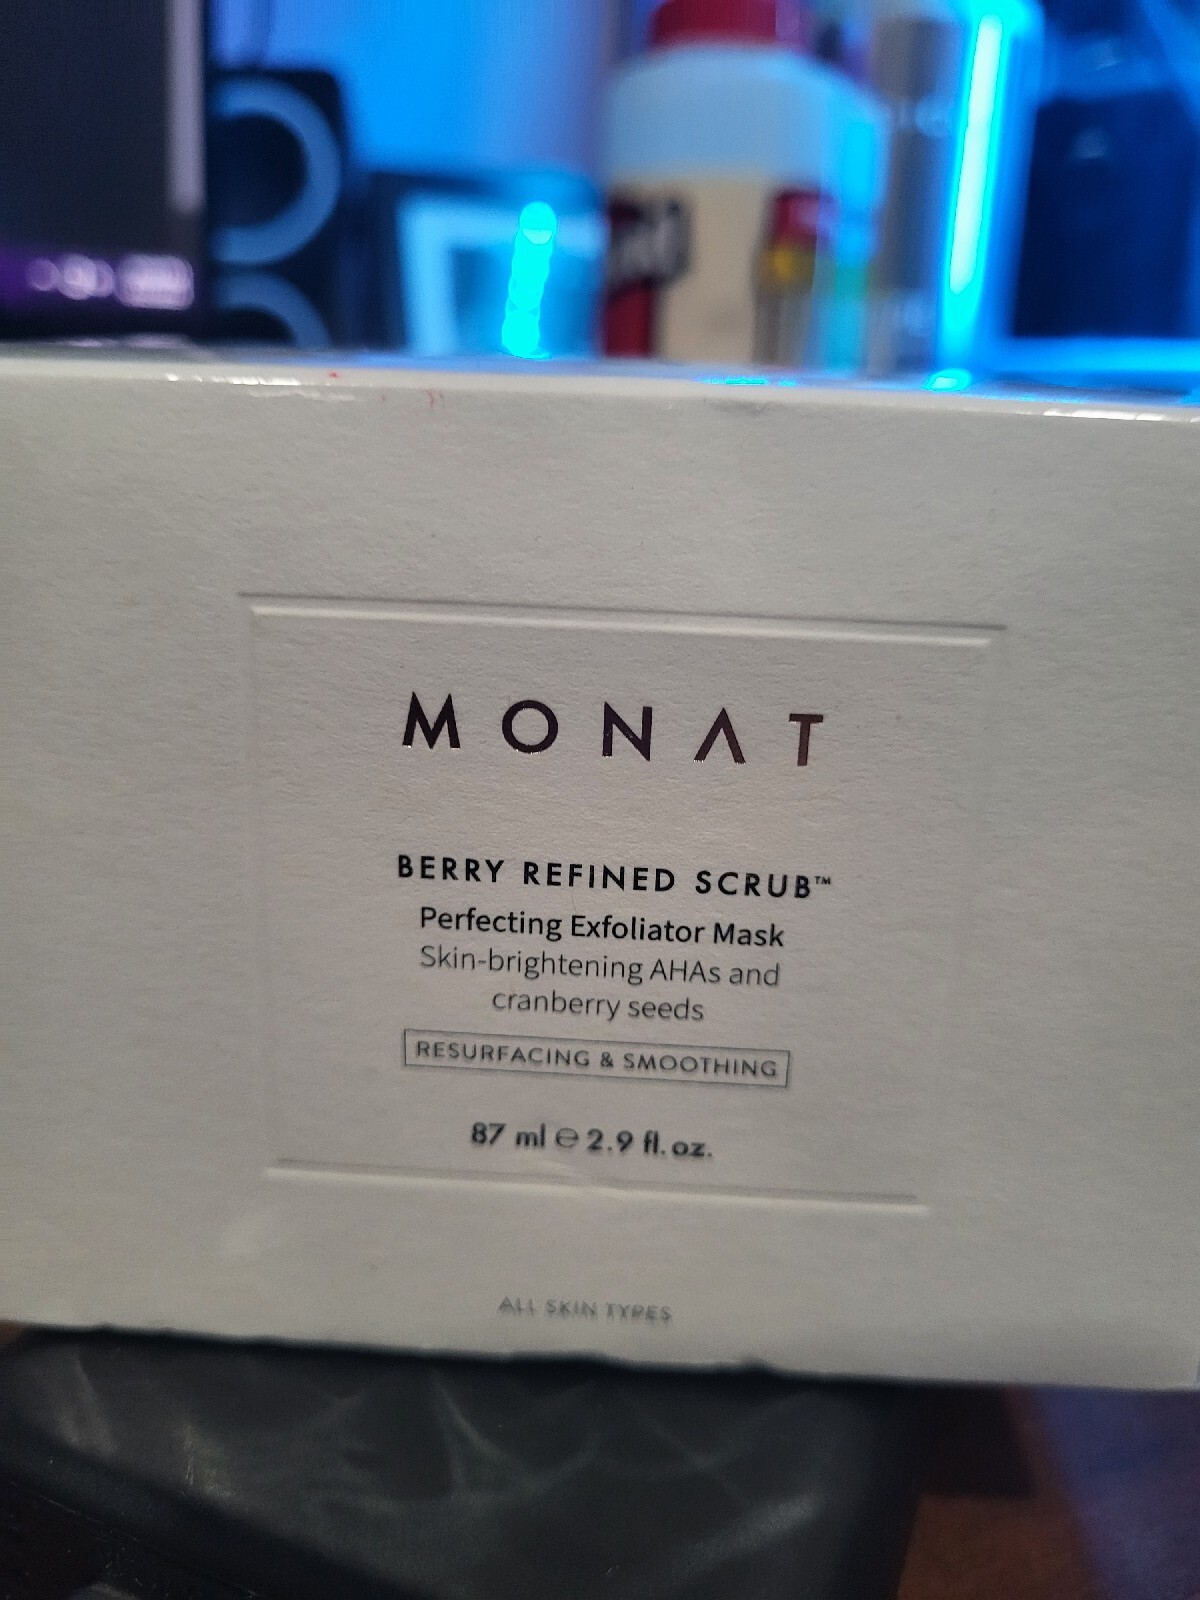 MONAT
BERRY REFINED SCRUB™
Perfecting Exfoliator Mask
Skin-brightening AHAs and
cranberry seeds
RESURFACING & SMOOTHING
87 ml ℮ 2.9 fl. oz.
ALL SKIN TYPES